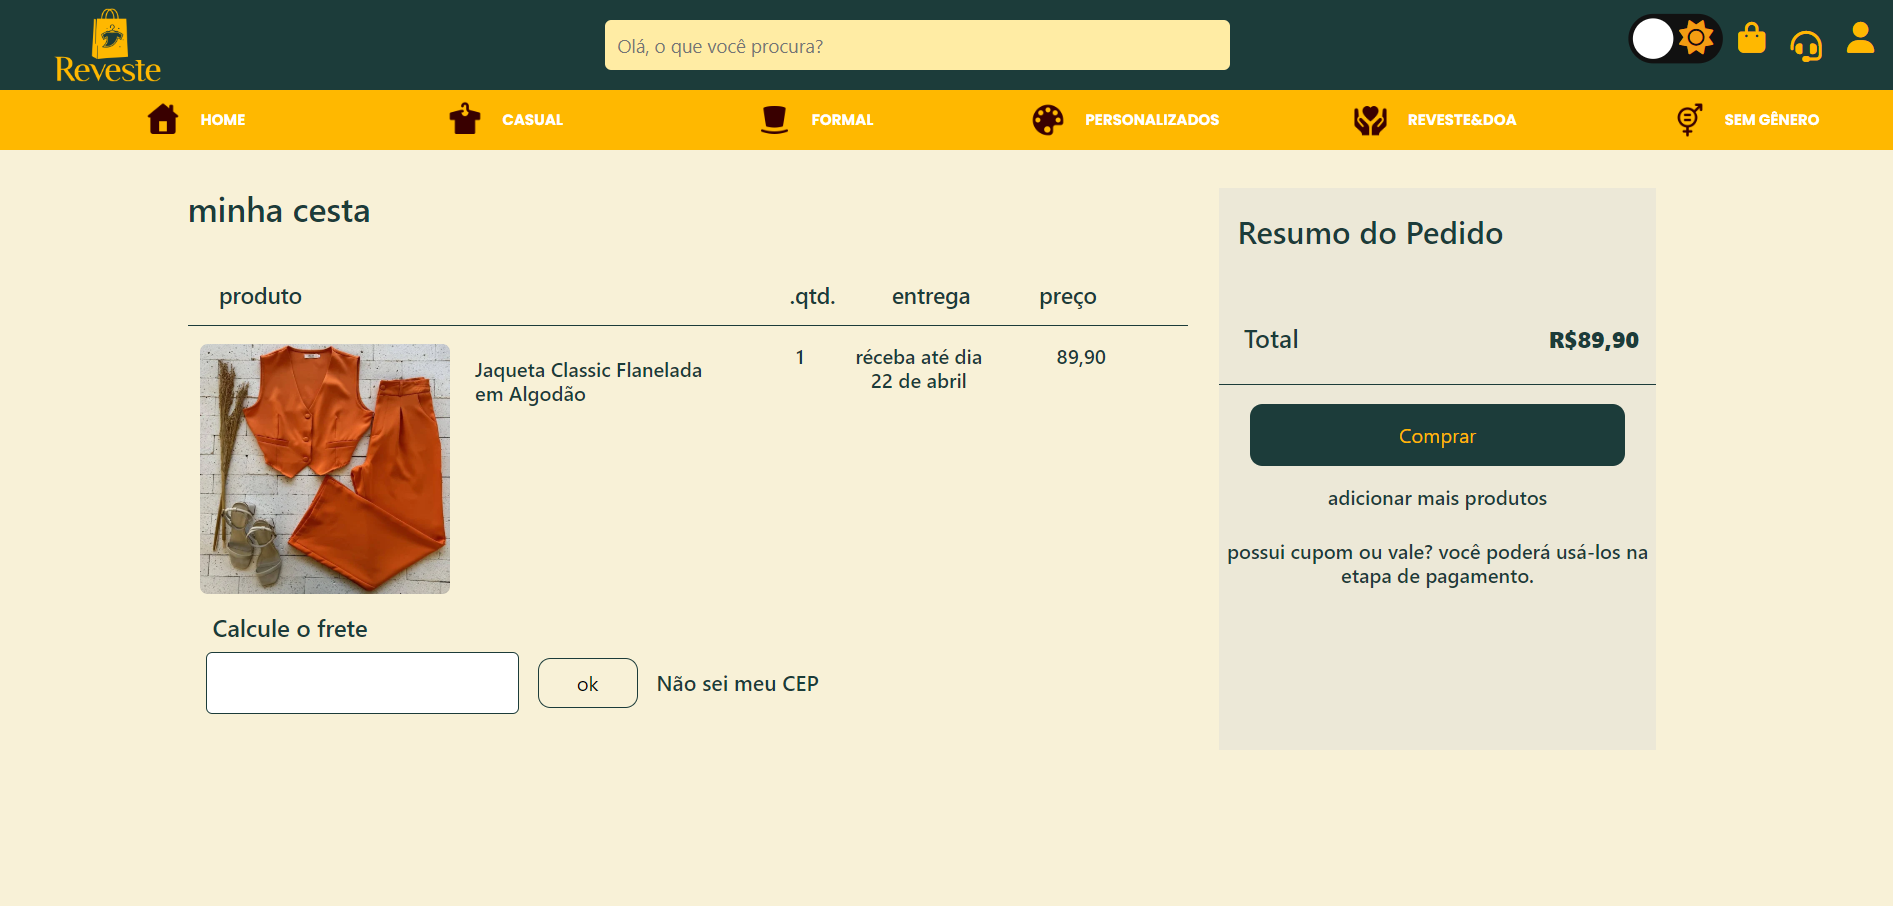 Reveste
Olá, o que você procura?
HOME
CASUAL
FORMAL
PERSONALIZADOS
REVESTE&DOA
SEM GÊNERO
minha cesta
produto
.qtd.
entrega
preço
Jaqueta Classic Flanelada
em Algodão
1
réceba até dia
22 de abril
89,90
Calcule o frete
ok
Não sei meu CEP
Resumo do Pedido
Total
R$89,90
Comprar
adicionar mais produtos
possui cupom ou vale? você poderá usá-los na
etapa de pagamento.